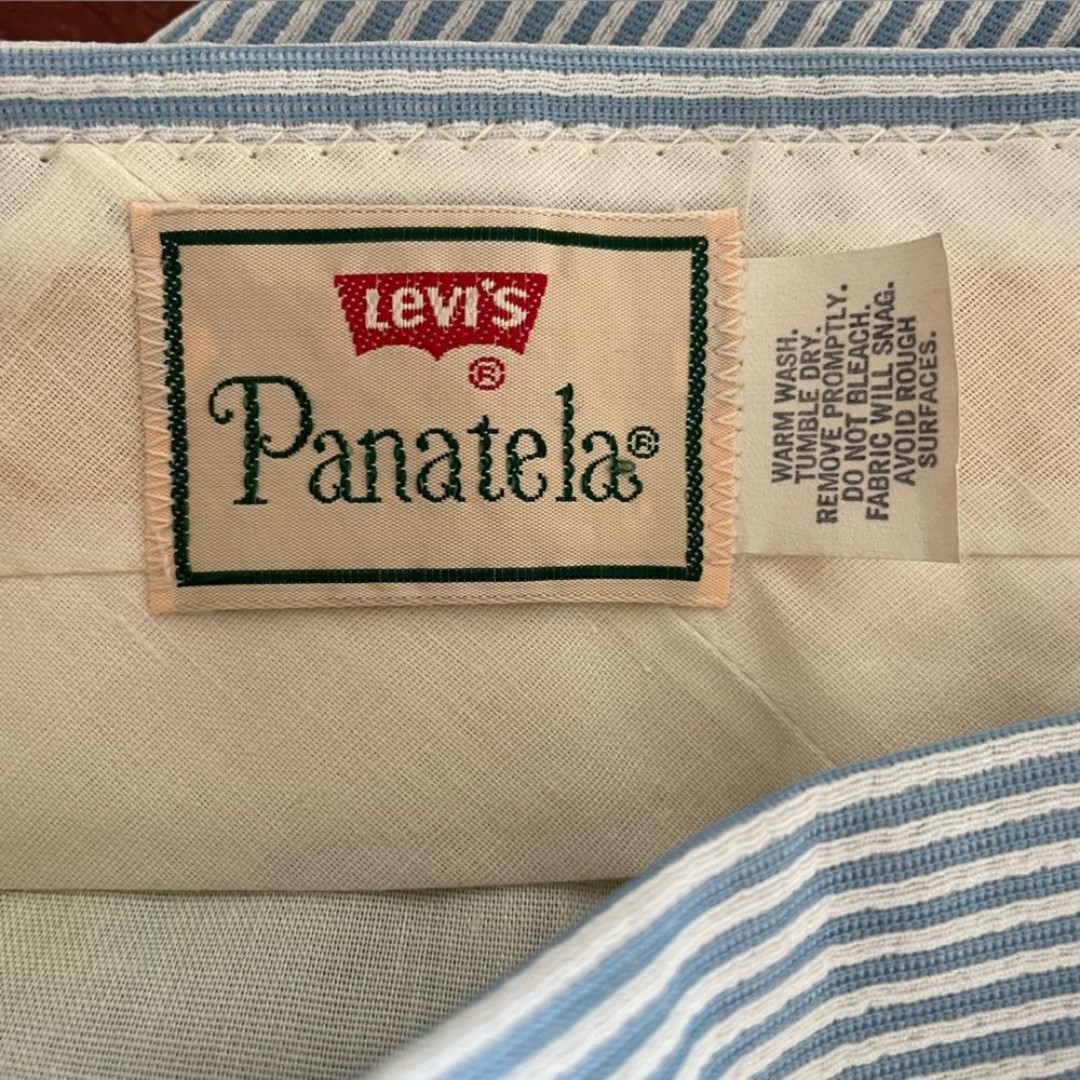 Levi's
®
Panatela®
WARM WASH.
TUMBLE DRY.
REMOVE PROMPTLY.
DO NOT BLEACH.
FABRIC WILL SNAG.
AVOID ROUGH
SURFACES.